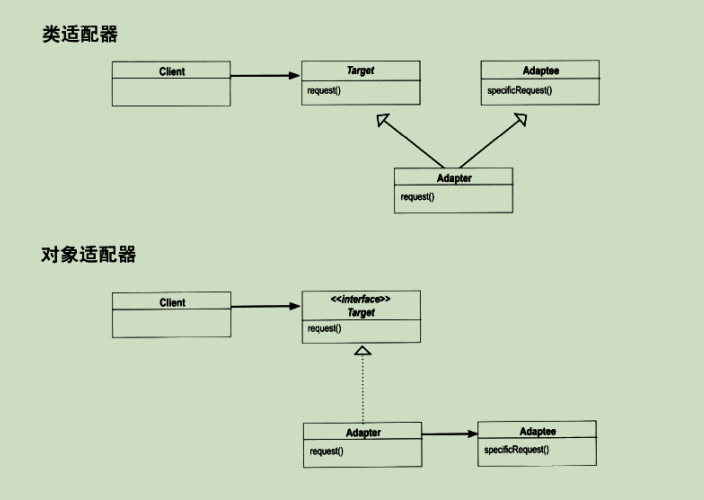 类适配器
Client
Target
request()
Adaptee
specificRequest()
Adapter
request()
对象适配器
Client
<<interface>>
Target
request()
Adapter
request()
Adaptee
specificRequest()